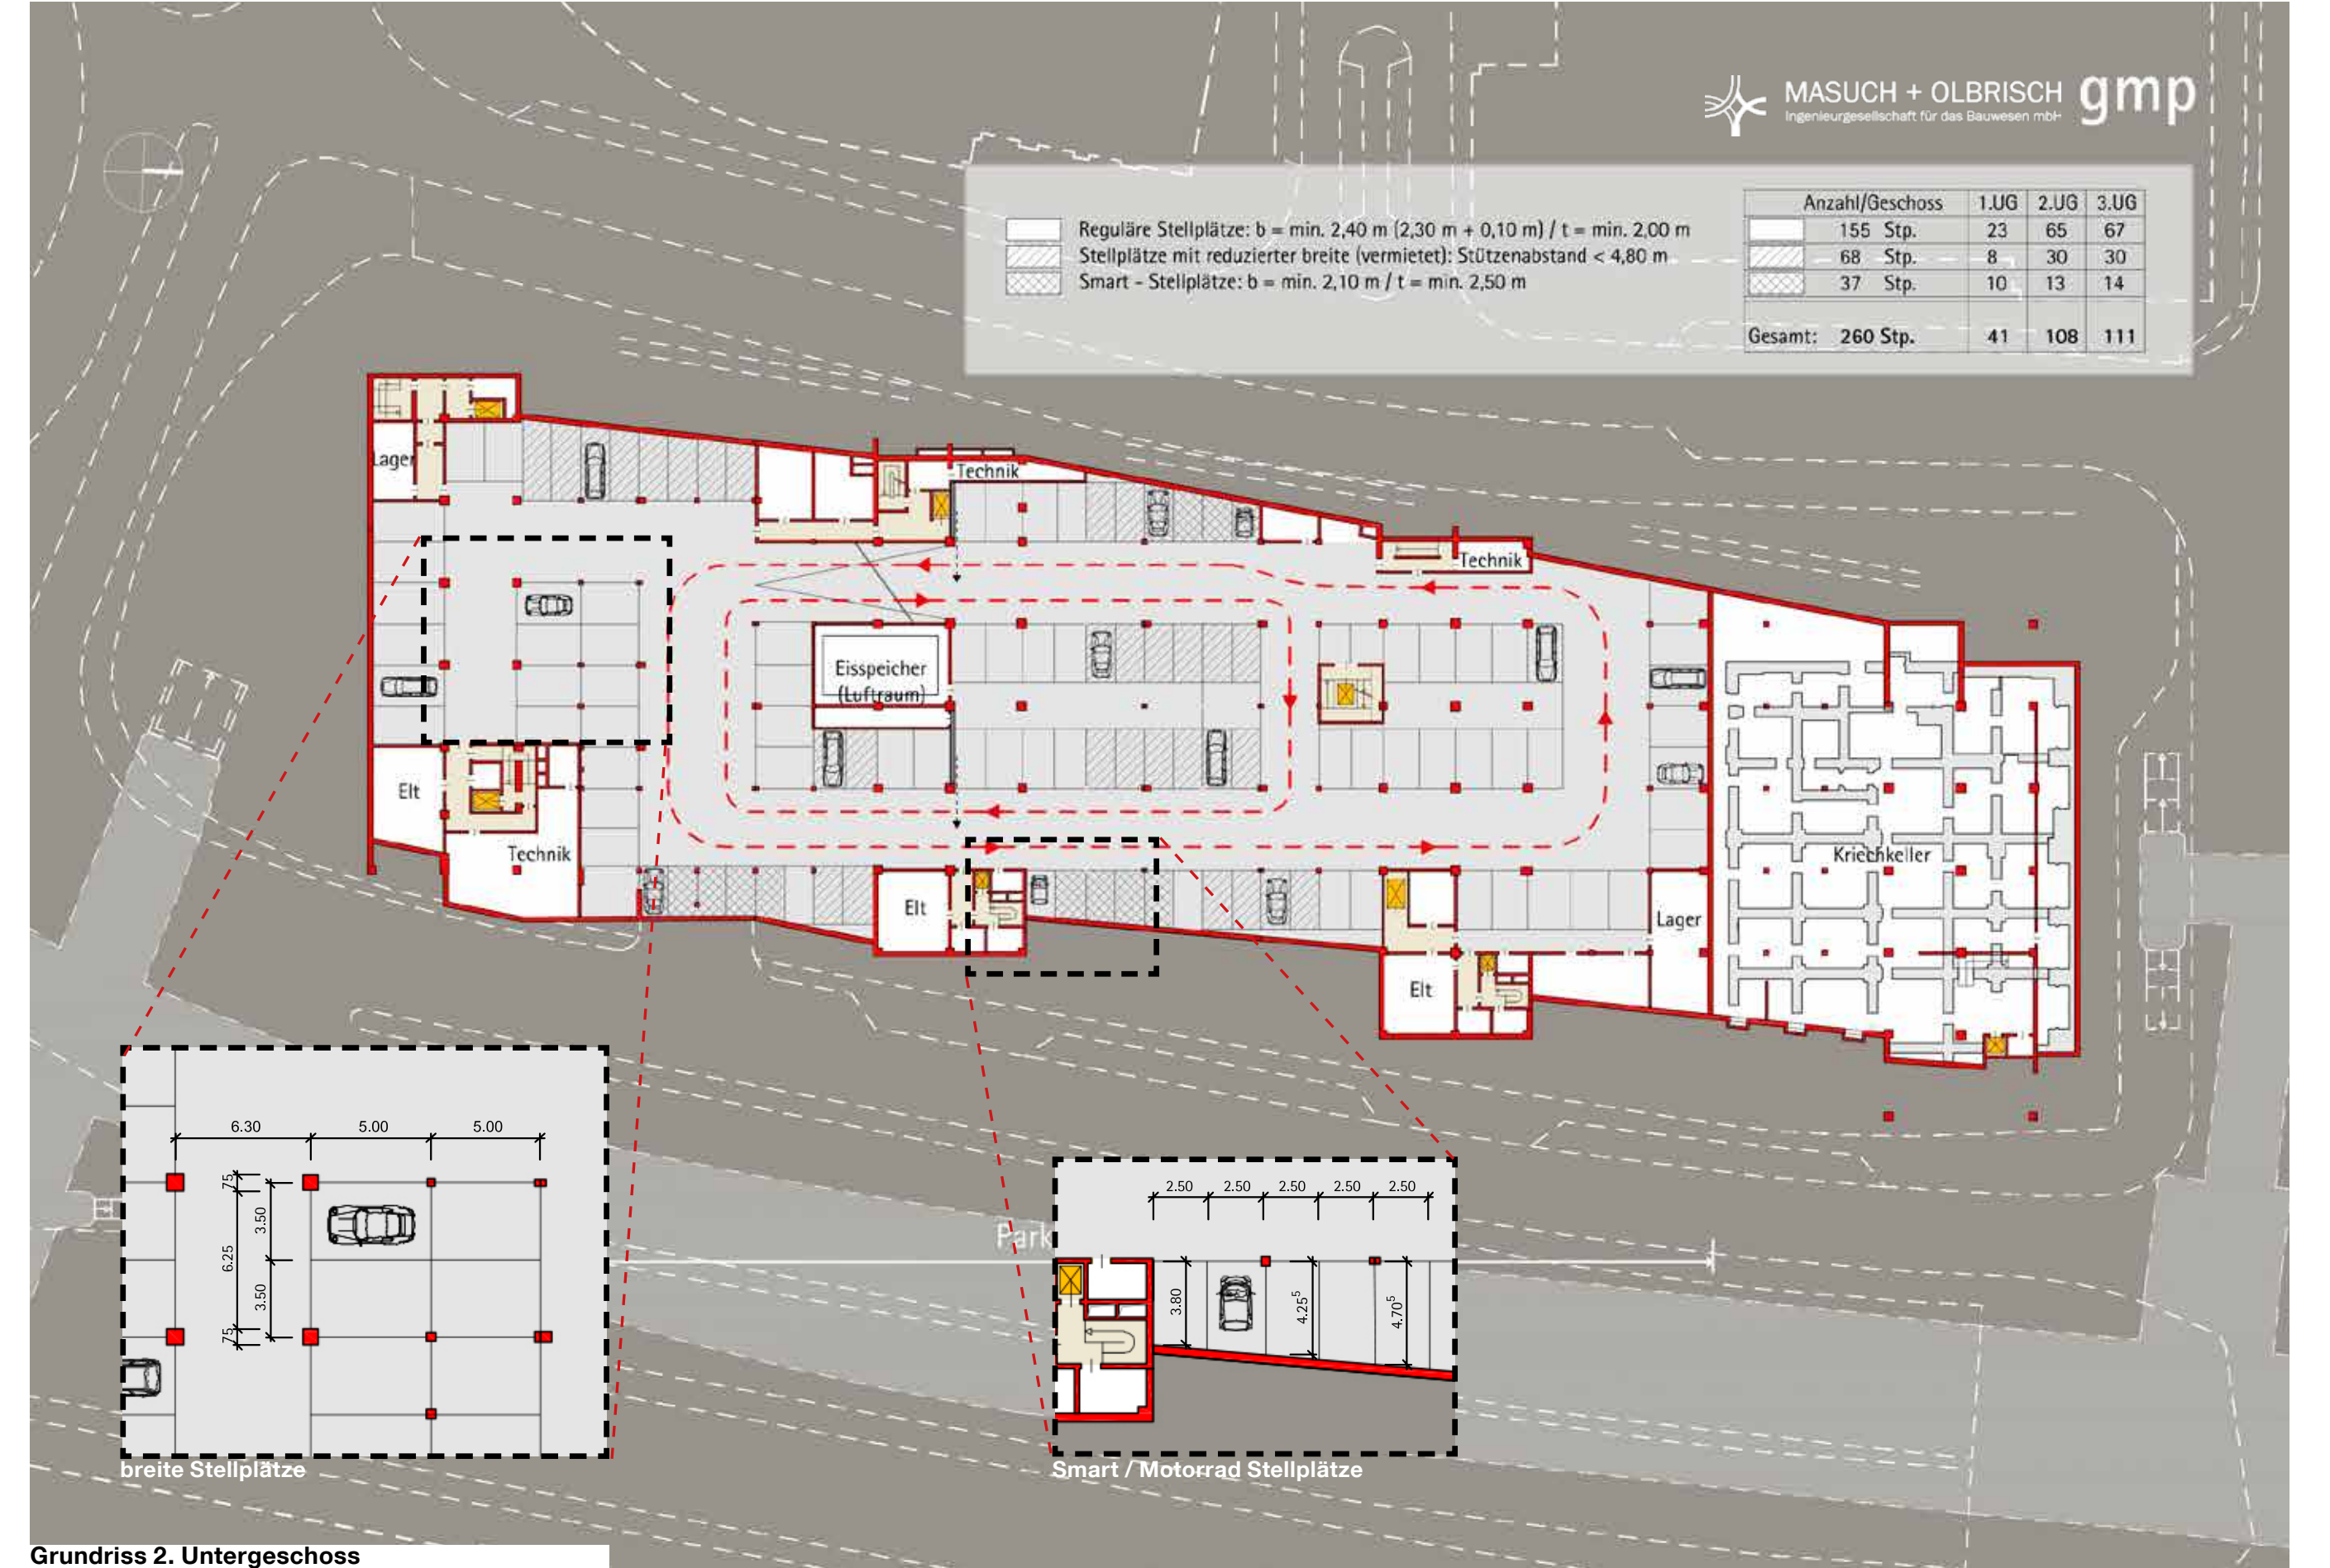 MASUCH + OLBRISCH gmp
Ingenieurgesellschaft für das Bauwesen mbH
Reguläre Stellplätze: b = min. 2,40 m (2,30 m + 0,10 m) / t = min. 2,00 m
Stellplätze mit reduzierter breite (vermietet): Stützenabstand < 4,80 m
Smart - Stellplätze: b = min. 2,10 m / t = min. 2,50 m
Anzahl/Geschoss 1.UG 2.UG 3.UG
155 Stp. 23 65 67
68 Stp. 8 30 30
37 Stp. 10 13 14
Gesamt: 260 Stp. 41 108 111
Lager
Technik
Technik
Eisspeicher
(Luftraum)
Elt
Technik
Kriechkeller
Elt
Lager
Elt
6.30 5.00 5.00
75
3.50
6.25
3.50
75
breite Stellplätze
Park
2.50 2.50 2.50 2.50 2.50
3.80
4.25⁵
4.70⁵
Smart / Motorrad Stellplätze
Grundriss 2. Untergeschoss